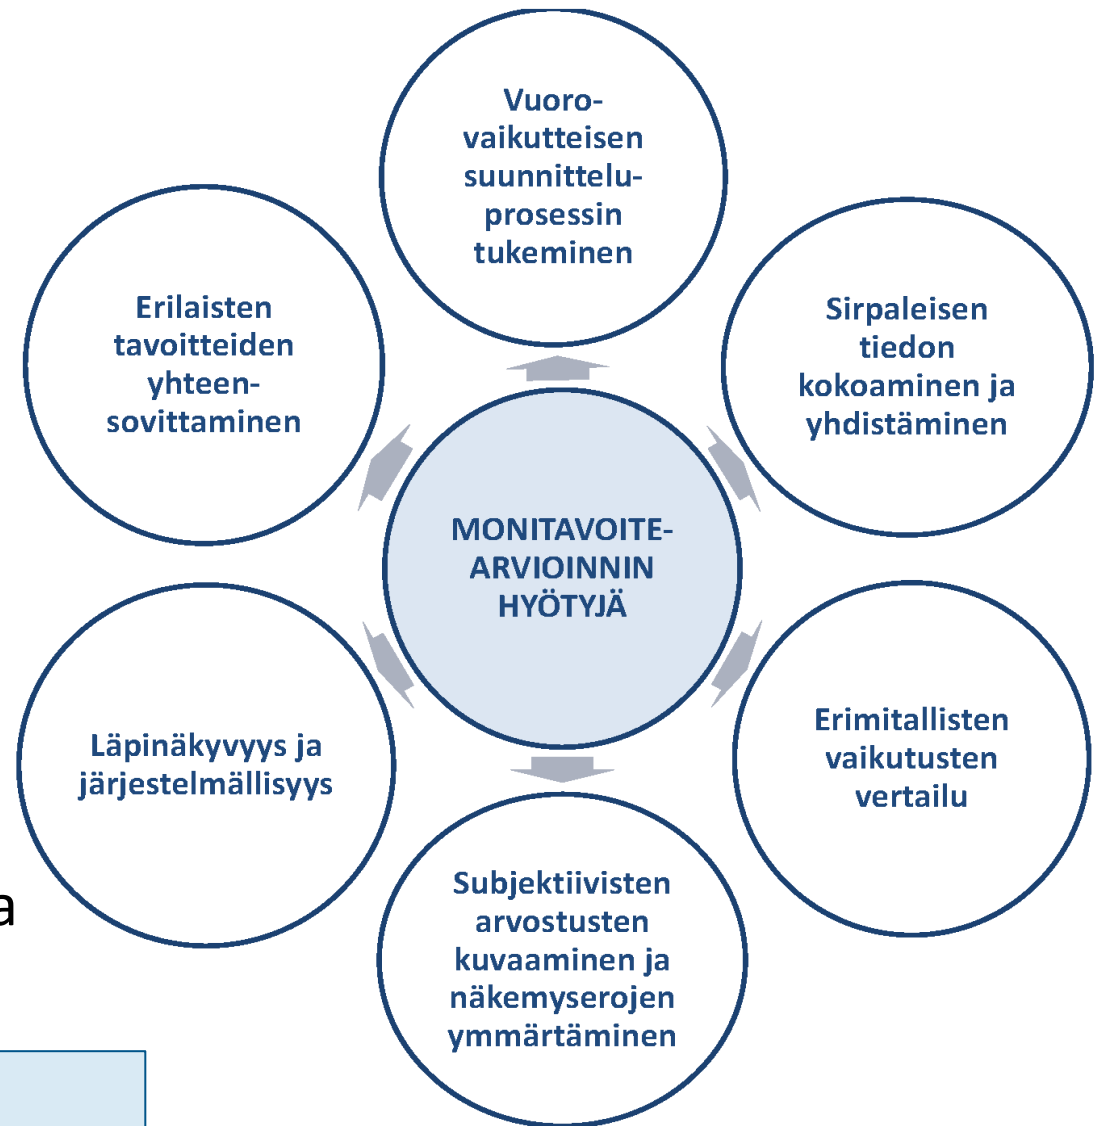 Vuoro-
vaikutteisen
suunnittelu-
prosessin
tukeminen
Erilaisten
tavoitteiden
yhteen-
sovittaminen
Sirpaleisen
tiedon
kokoaminen ja
yhdistäminen
MONITAVOITE-
ARVIOINNIN
HYÖTYJÄ
Läpinäkyvyys ja
järjestelmällisyys
Erimitallisten
vaikutusten
vertailu
Subjektiivisten
arvostusten
kuvaaminen ja
näkemyserojen
ymmärtäminen
a